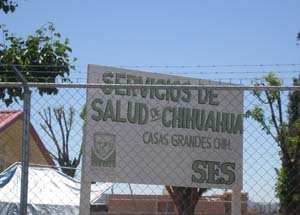 SERVICIOS DE
SALUD DE CHIHUAHUA
CASAS GRANDES CHIH.
SES